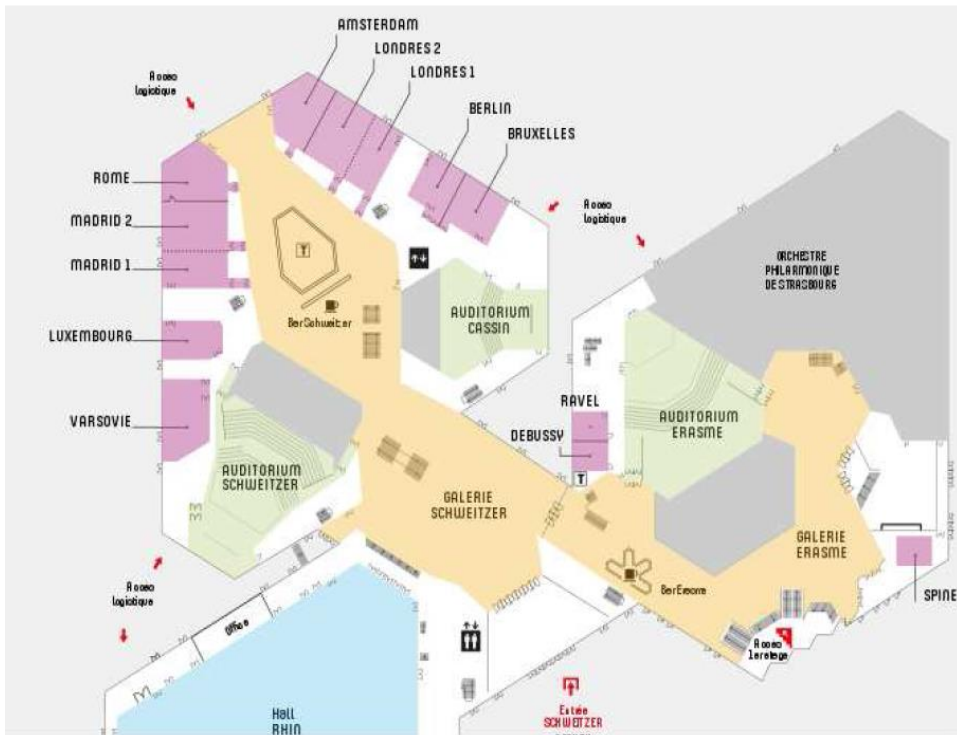 AMSTERDAM
LONDRES 2
LONDRES 1
BERLIN
BRUXELLES
Accès
logistique
ROME
MADRID 2
MADRID 1
LUXEMBOURG
VARSOVIE
Accès
logistique
ORCHESTRE
PHILARMONIQUE
DE STRASBOURG
T
Bar Schweitzer
AUDITORIUM
CASSIN
RAVEL
DEBUSSY
T
AUDITORIUM
ERASME
AUDITORIUM
SCHWEITZER
GALERIE
SCHWEITZER
GALERIE
ERASME
Bar Erasme
SPINE
Accès
logistique
Office
Accès
1er étage
Hall
RHIN
Entrée
SCHWEITZER